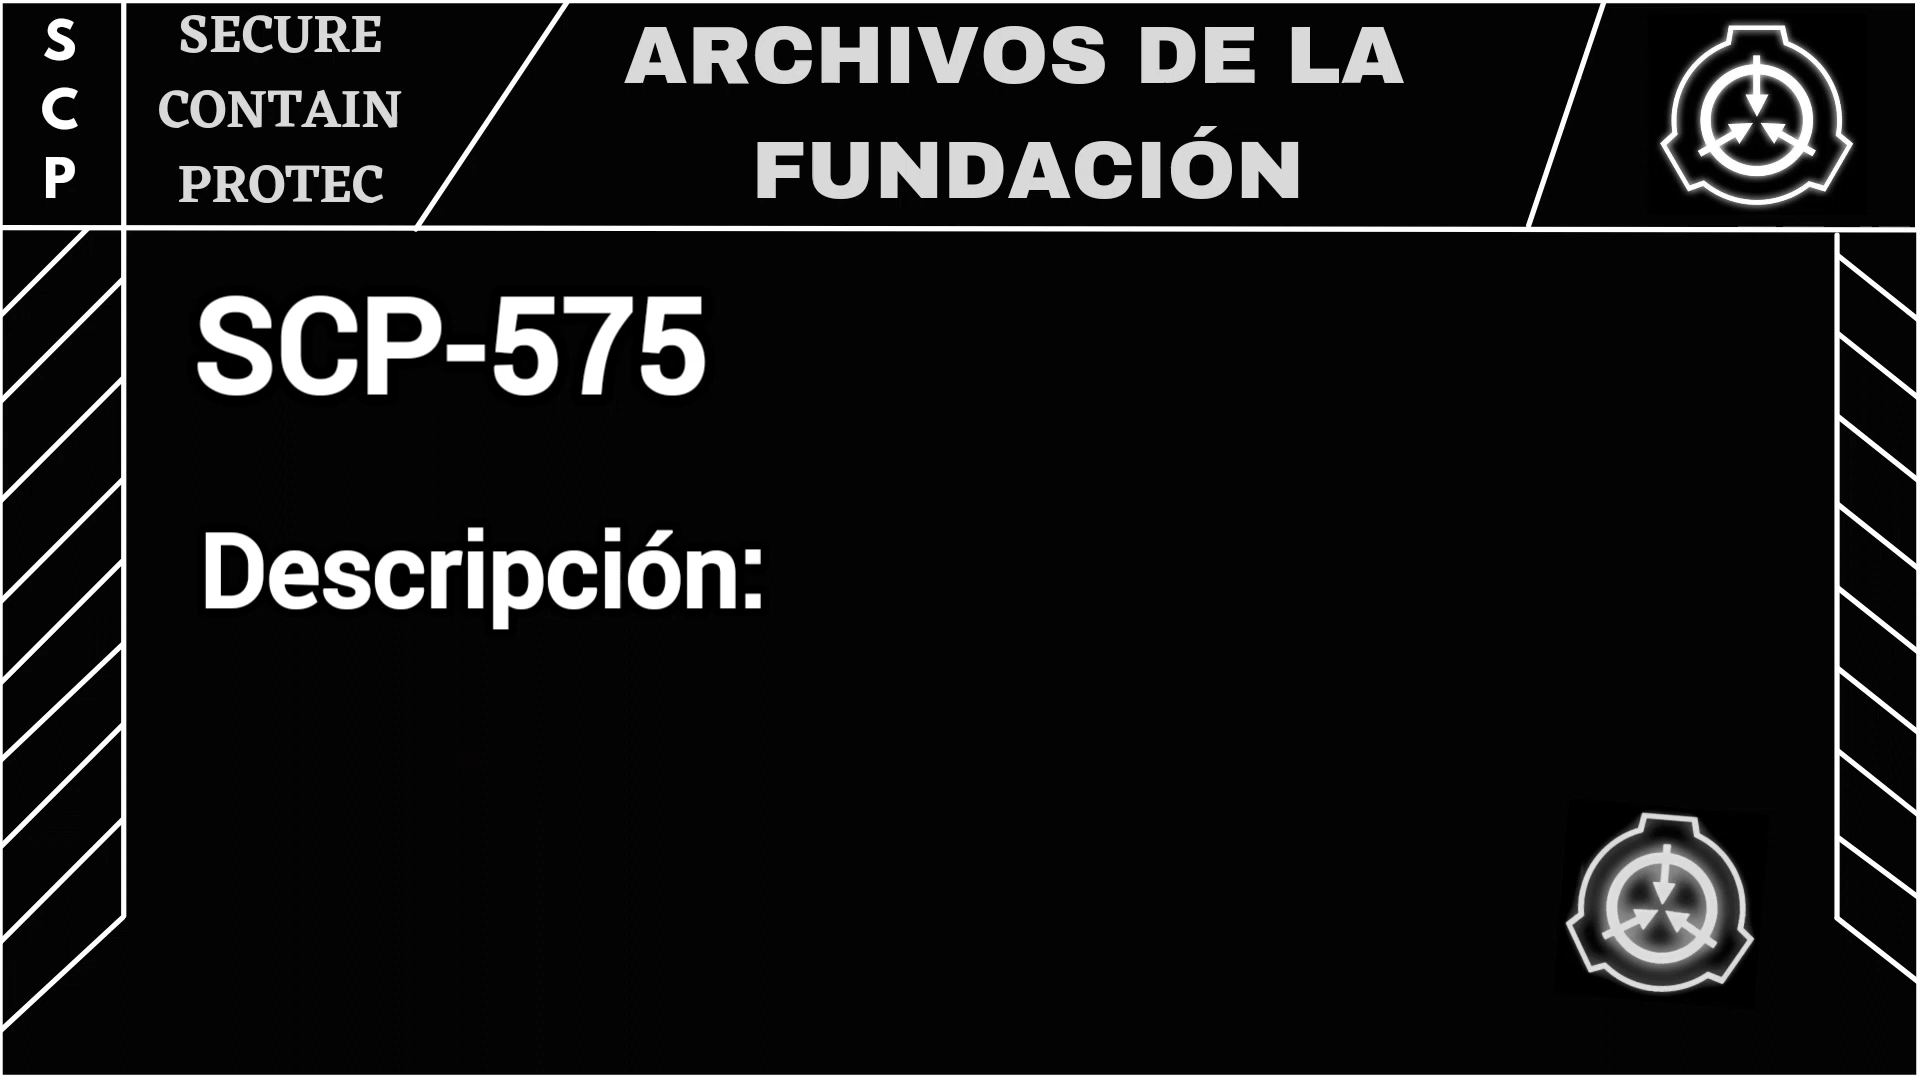 S
C
P
SECURE
CONTAIN
PROTEC
ARCHIVOS DE LA
FUNDACIÓN
SCP-575
Descripción: